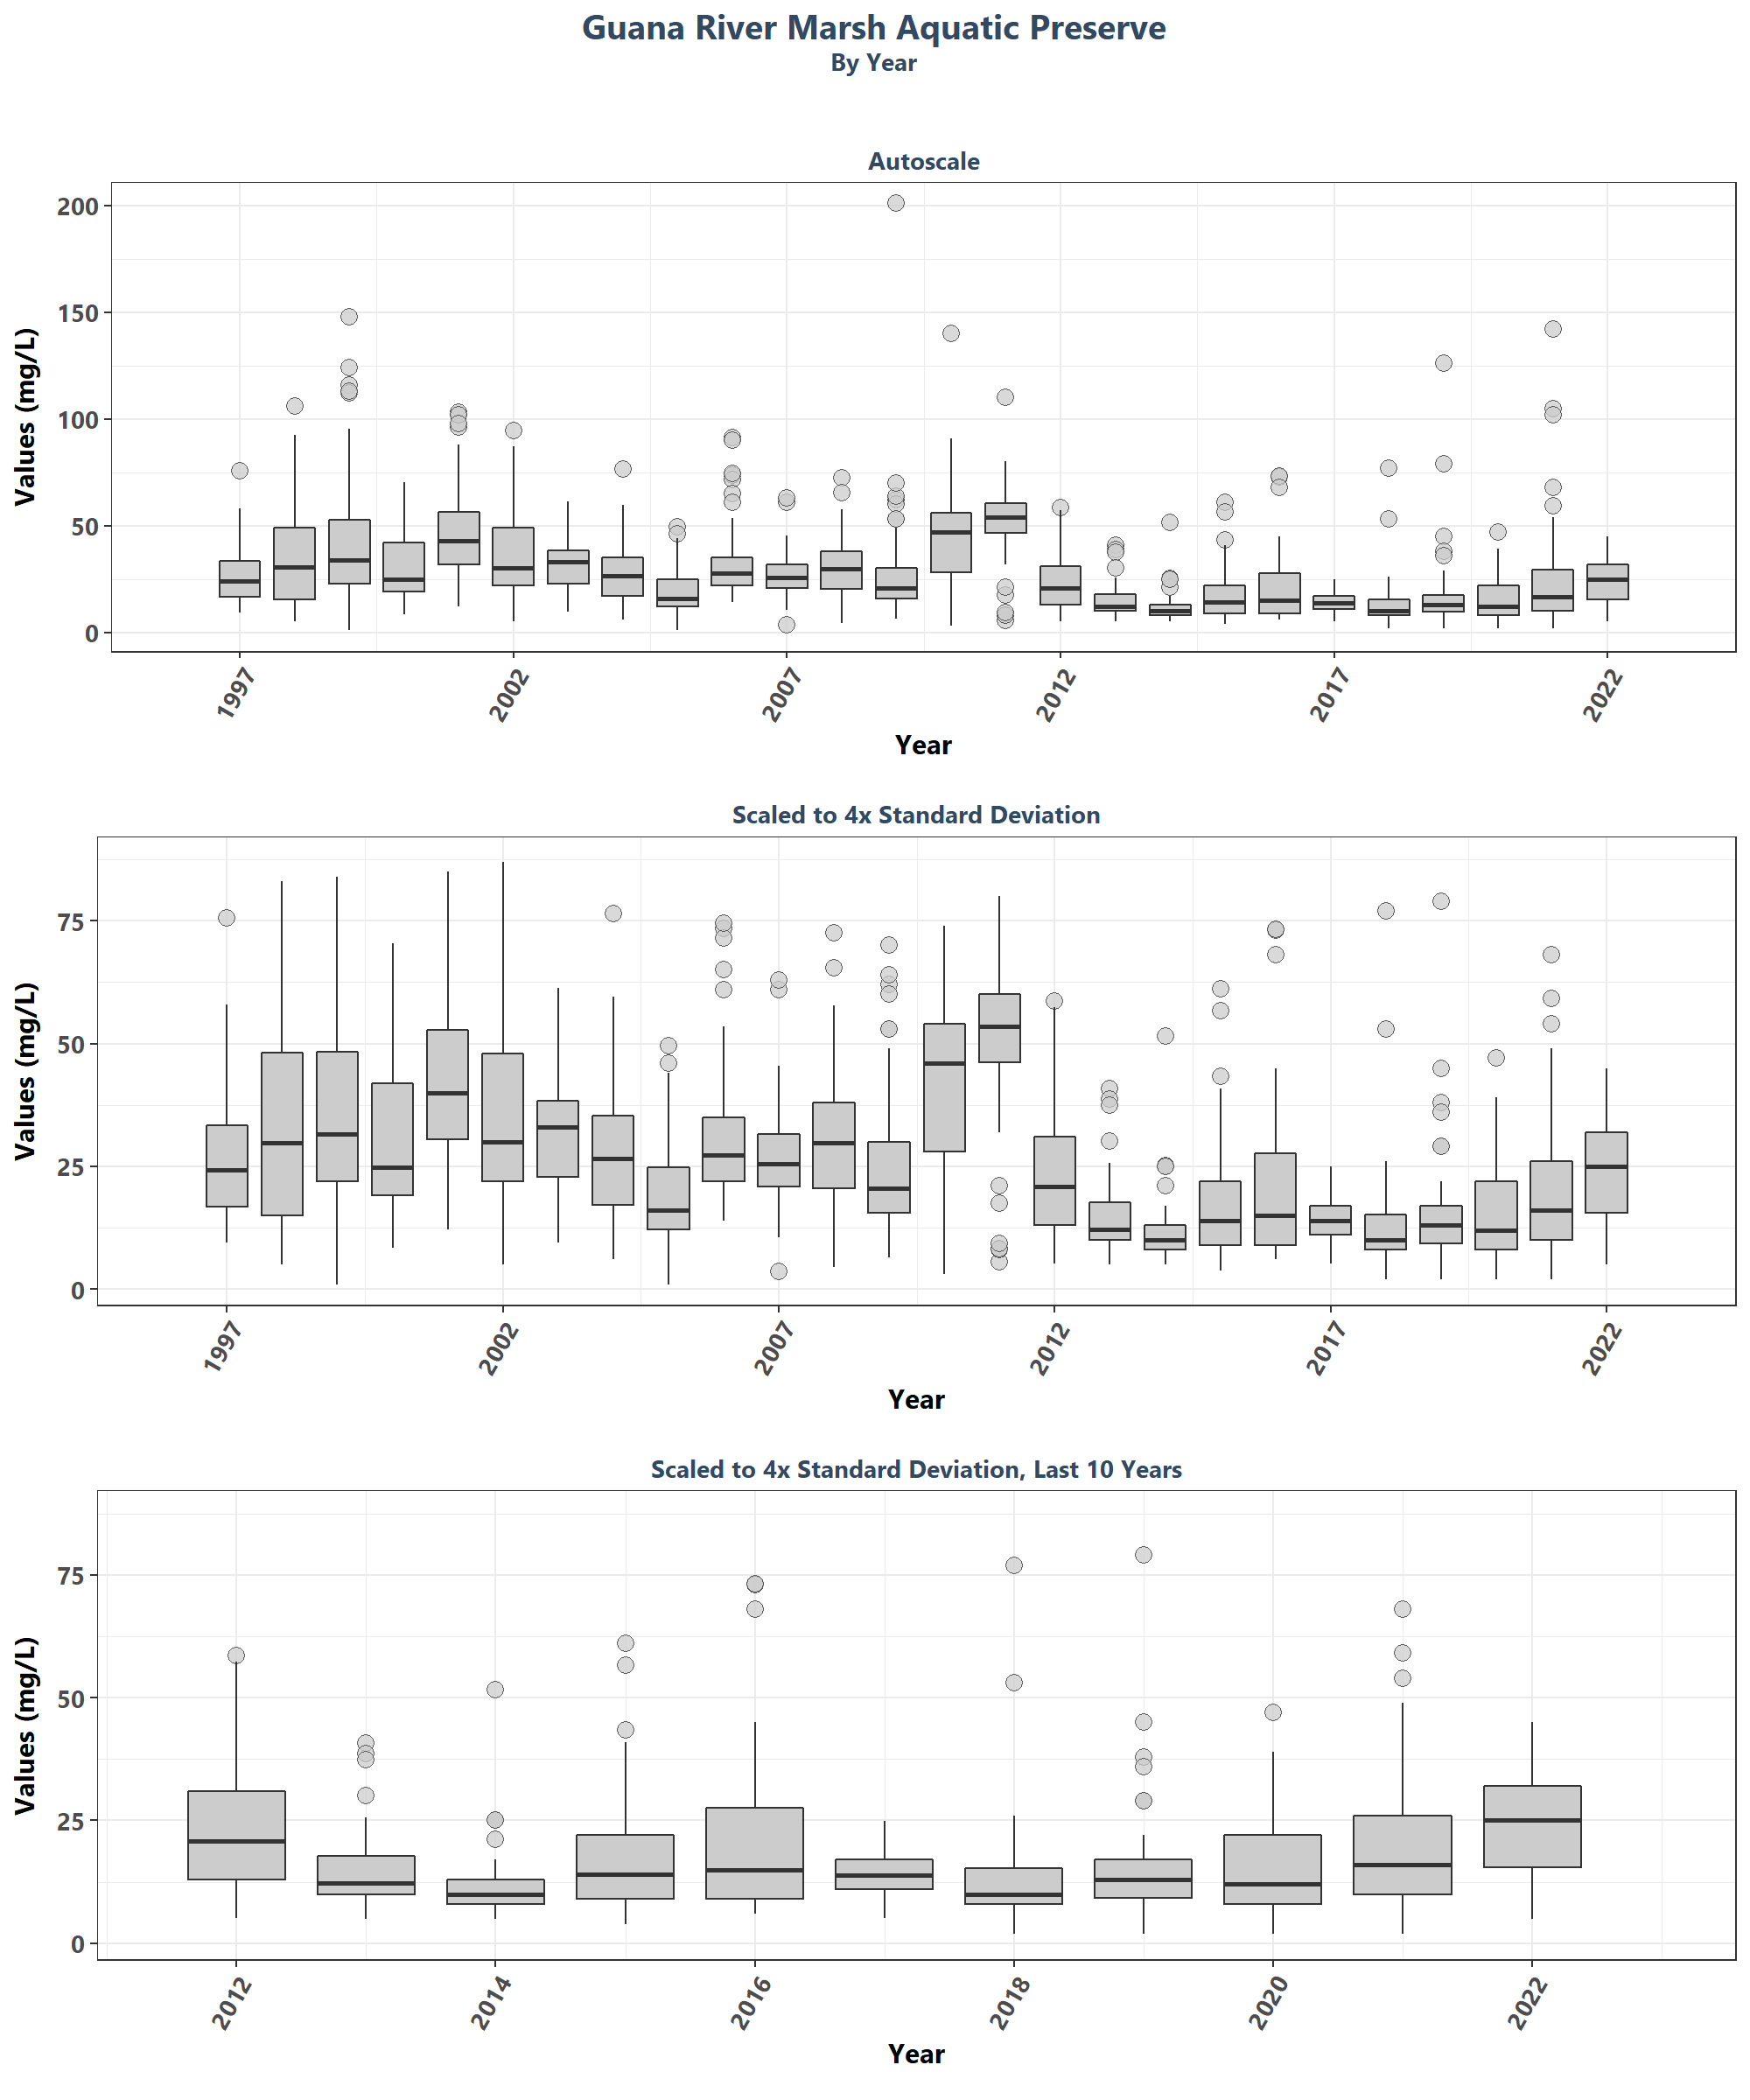 Guana River Marsh Aquatic Preserve
By Year
Autoscale
Values (mg/L)
200
150
100
50
0
1997
2002
2007
2012
2017
2022
Year
Scaled to 4x Standard Deviation
Values (mg/L)
75
50
25
0
1997
2002
2007
2012
2017
2022
Year
Scaled to 4x Standard Deviation, Last 10 Years
Values (mg/L)
75
50
25
0
2012
2014
2016
2018
2020
2022
Year